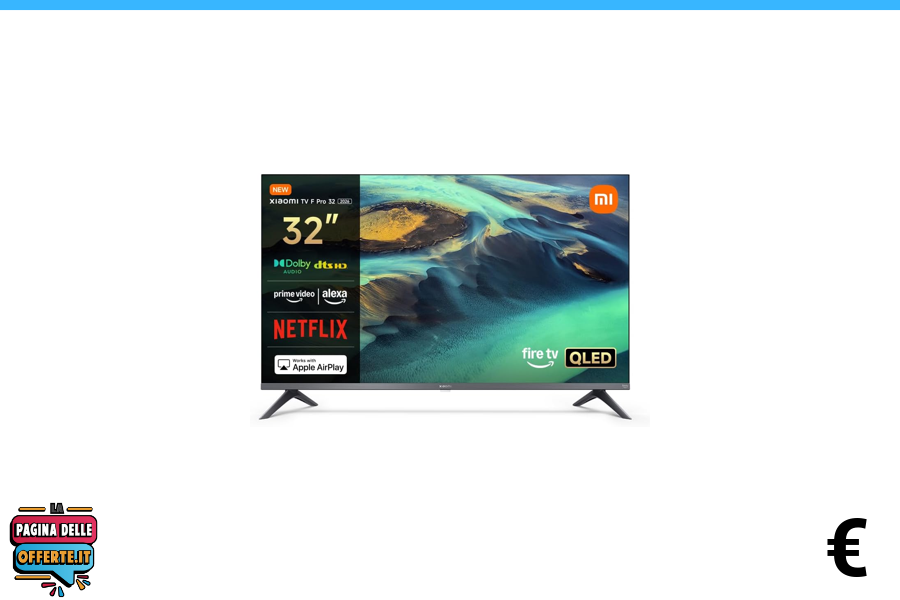 NEW
xiaomi TV F Pro 32 2026
32"
Dolby
AUDIO
dts HD
prime video | alexa
NETFLIX
Works with
Apple AirPlay
mi
fire tv
QLED
LA
PAGINA DELLE
OFFERTE.IT
€